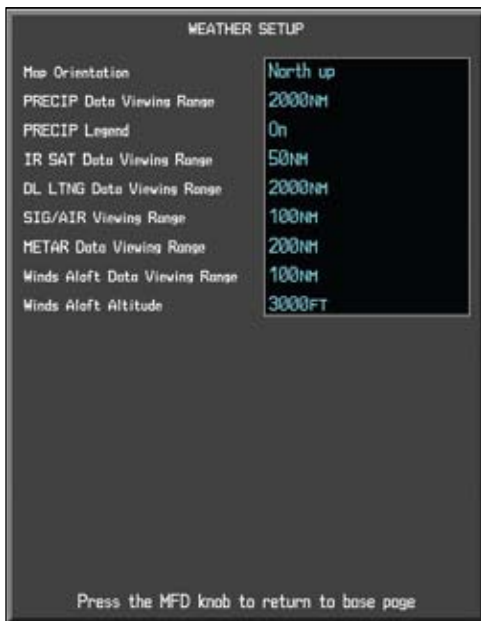 WEATHER SETUP
Map Orientation North up
PRECIP Data Viewing Range 2000NM
PRECIP Legend On
IR SAT Data Viewing Range 50NM
DL LTNG Data Viewing Range 2000NM
SIG/AIR Viewing Range 100NM
METAR Data Viewing Range 200NM
Winds Aloft Data Viewing Range 100NM
Winds Aloft Altitude 3000FT
Press the MFD knob to return to base page